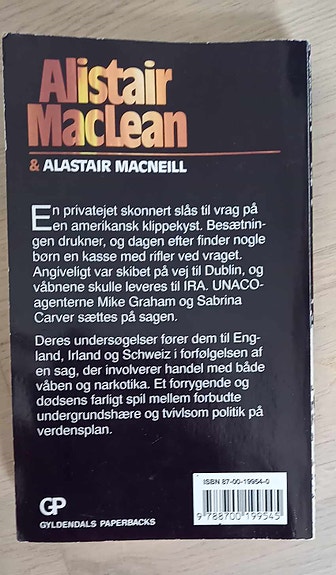 Alistair
MacLean
& ALASTAIR MACNEILL
En privatejet skonnert slås til vrag på
en amerikansk klippekyst. Besætnin-
gen drukner, og dagen efter finder nogle
børn en kasse med rifler ved vraget.
Angiveligt var skibet på vej til Dublin, og
våbnene skulle leveres til IRA. UNACO-
agenterne Mike Graham og Sabrina
Carver sættes på sagen.
Deres undersøgelser fører dem til Eng-
land, Irland og Schweiz i forfølgelsen af
en sag, der involverer handel med både
våben og narkotika. Et forrygende og
dødsens farligt spil mellem forbudte
undergrundshære og tvivlsom politik på
verdensplan.
ISBN 87-00-19954-0
9 788700 199545
GP
GYLDENDALS PAPERBACKS